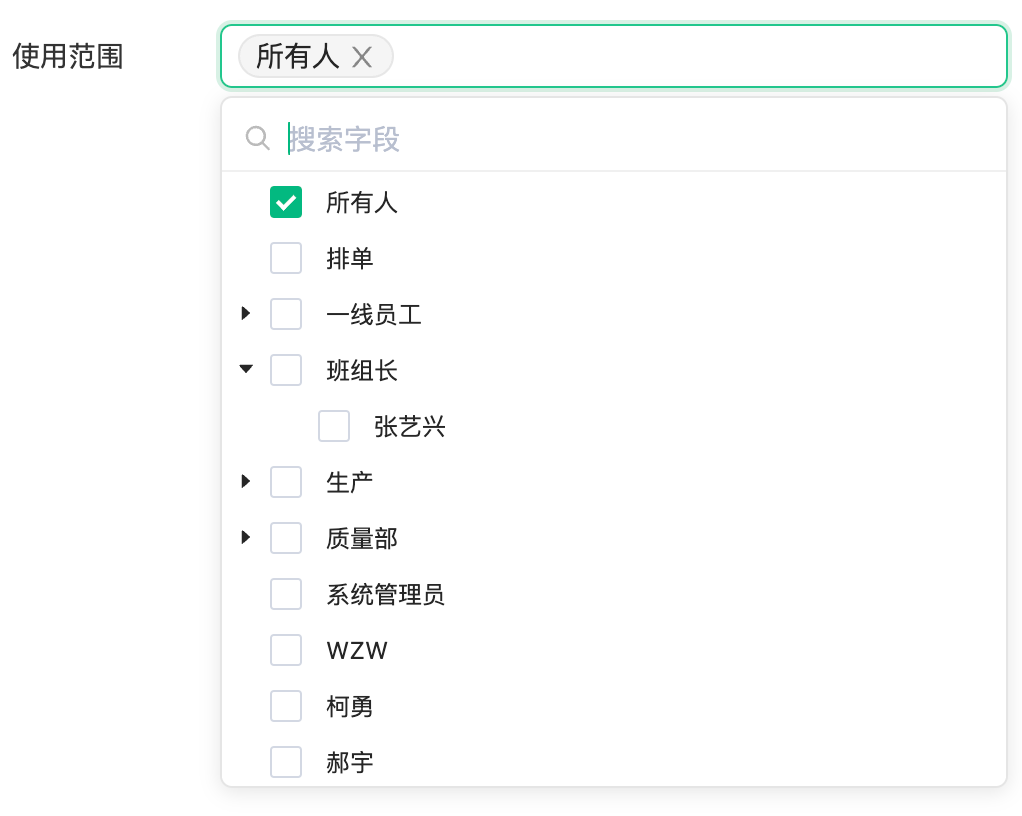 使用范围
所有人
搜索字段
所有人
排单
一线员工
班组长
张艺兴
生产
质量部
系统管理员
WZW
柯勇
郝宇